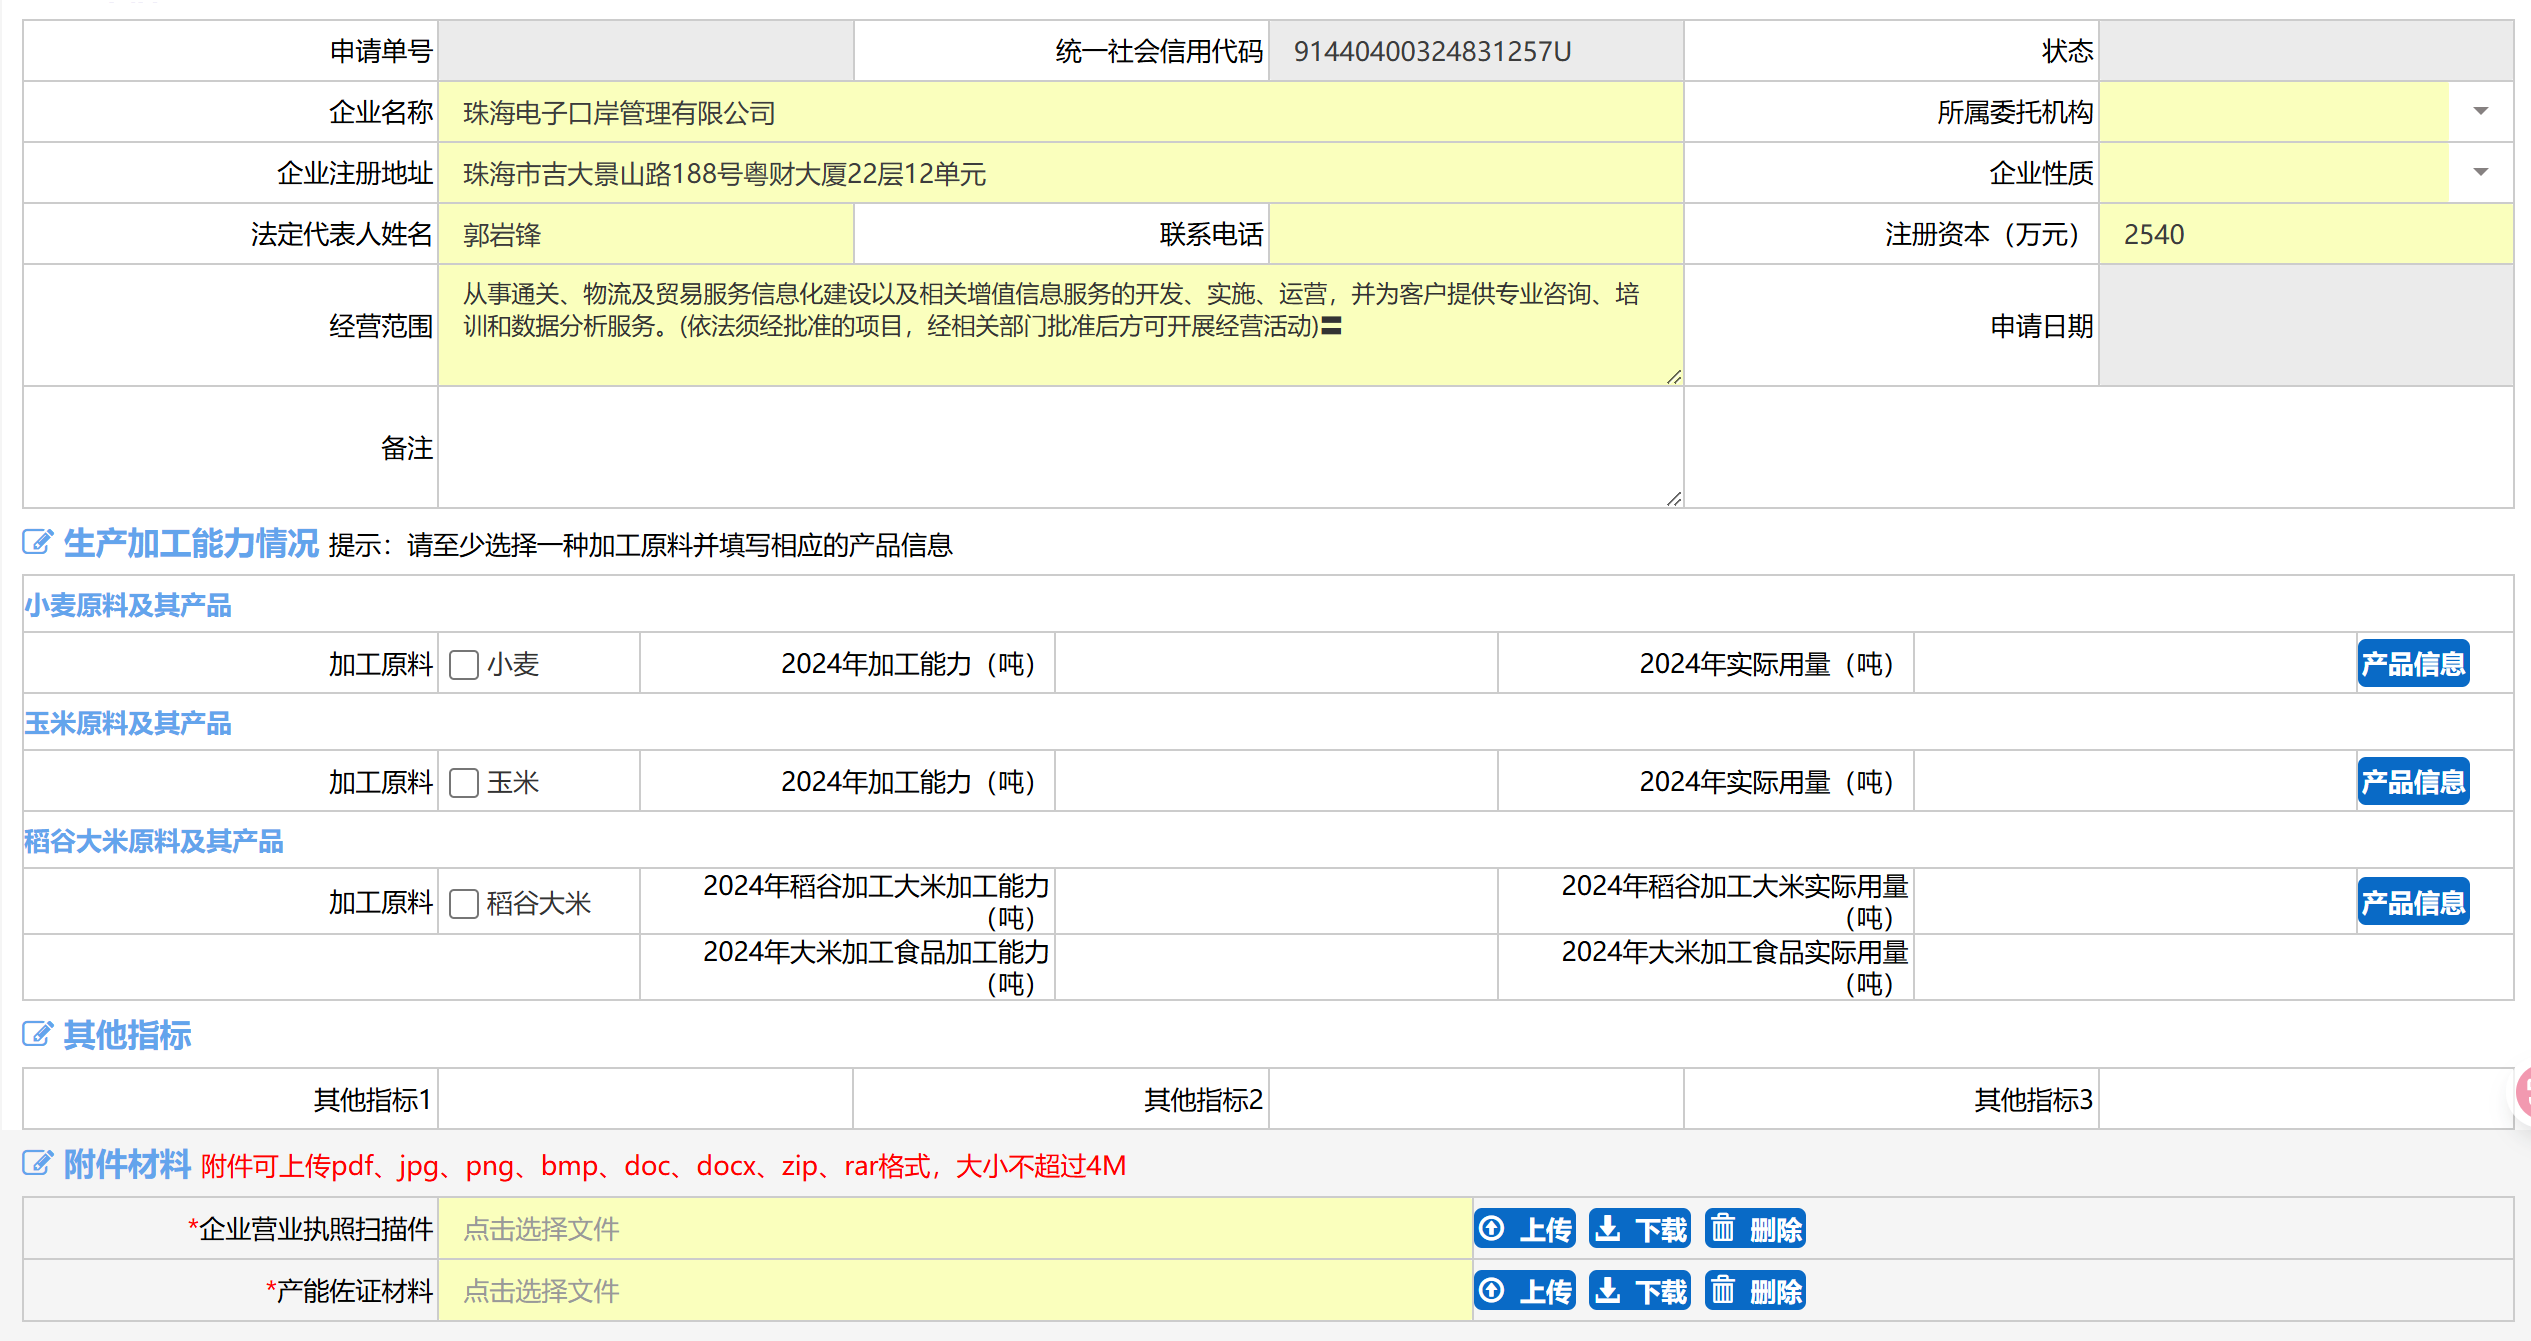 申请单号 统一社会信用代码 91440400324831257U 状态
企业名称 珠海电子口岸管理有限公司 所属委托机构
企业注册地址 珠海市吉大景山路188号粤财大厦22层12单元 企业性质
法定代表人姓名 郭岩锋 联系电话 注册资本（万元） 2540
经营范围 从事通关、物流及贸易服务信息化建设以及相关增值信息服务的开发、实施、运营，并为客户提供专业咨询、培
训和数据分析服务。(依法须经批准的项目，经相关部门批准后方可开展经营活动)〓
申请日期
备注
生产加工能力情况 提示：请至少选择一种加工原料并填写相应的产品信息
小麦原料及其产品
加工原料 小麦 2024年加工能力（吨） 2024年实际用量（吨） 产品信息
玉米原料及其产品
加工原料 玉米 2024年加工能力（吨） 2024年实际用量（吨） 产品信息
稻谷大米原料及其产品
加工原料 稻谷大米 2024年稻谷加工大米加工能力（吨） 2024年稻谷加工大米实际用量（吨） 产品信息
2024年大米加工食品加工能力（吨） 2024年大米加工食品实际用量（吨）
其他指标
其他指标1 其他指标2 其他指标3
附件材料 附件可上传pdf、jpg、png、bmp、doc、docx、zip、rar格式，大小不超过4M
*企业营业执照扫描件 点击选择文件 上传 下载 删除
*产能佐证材料 点击选择文件 上传 下载 删除